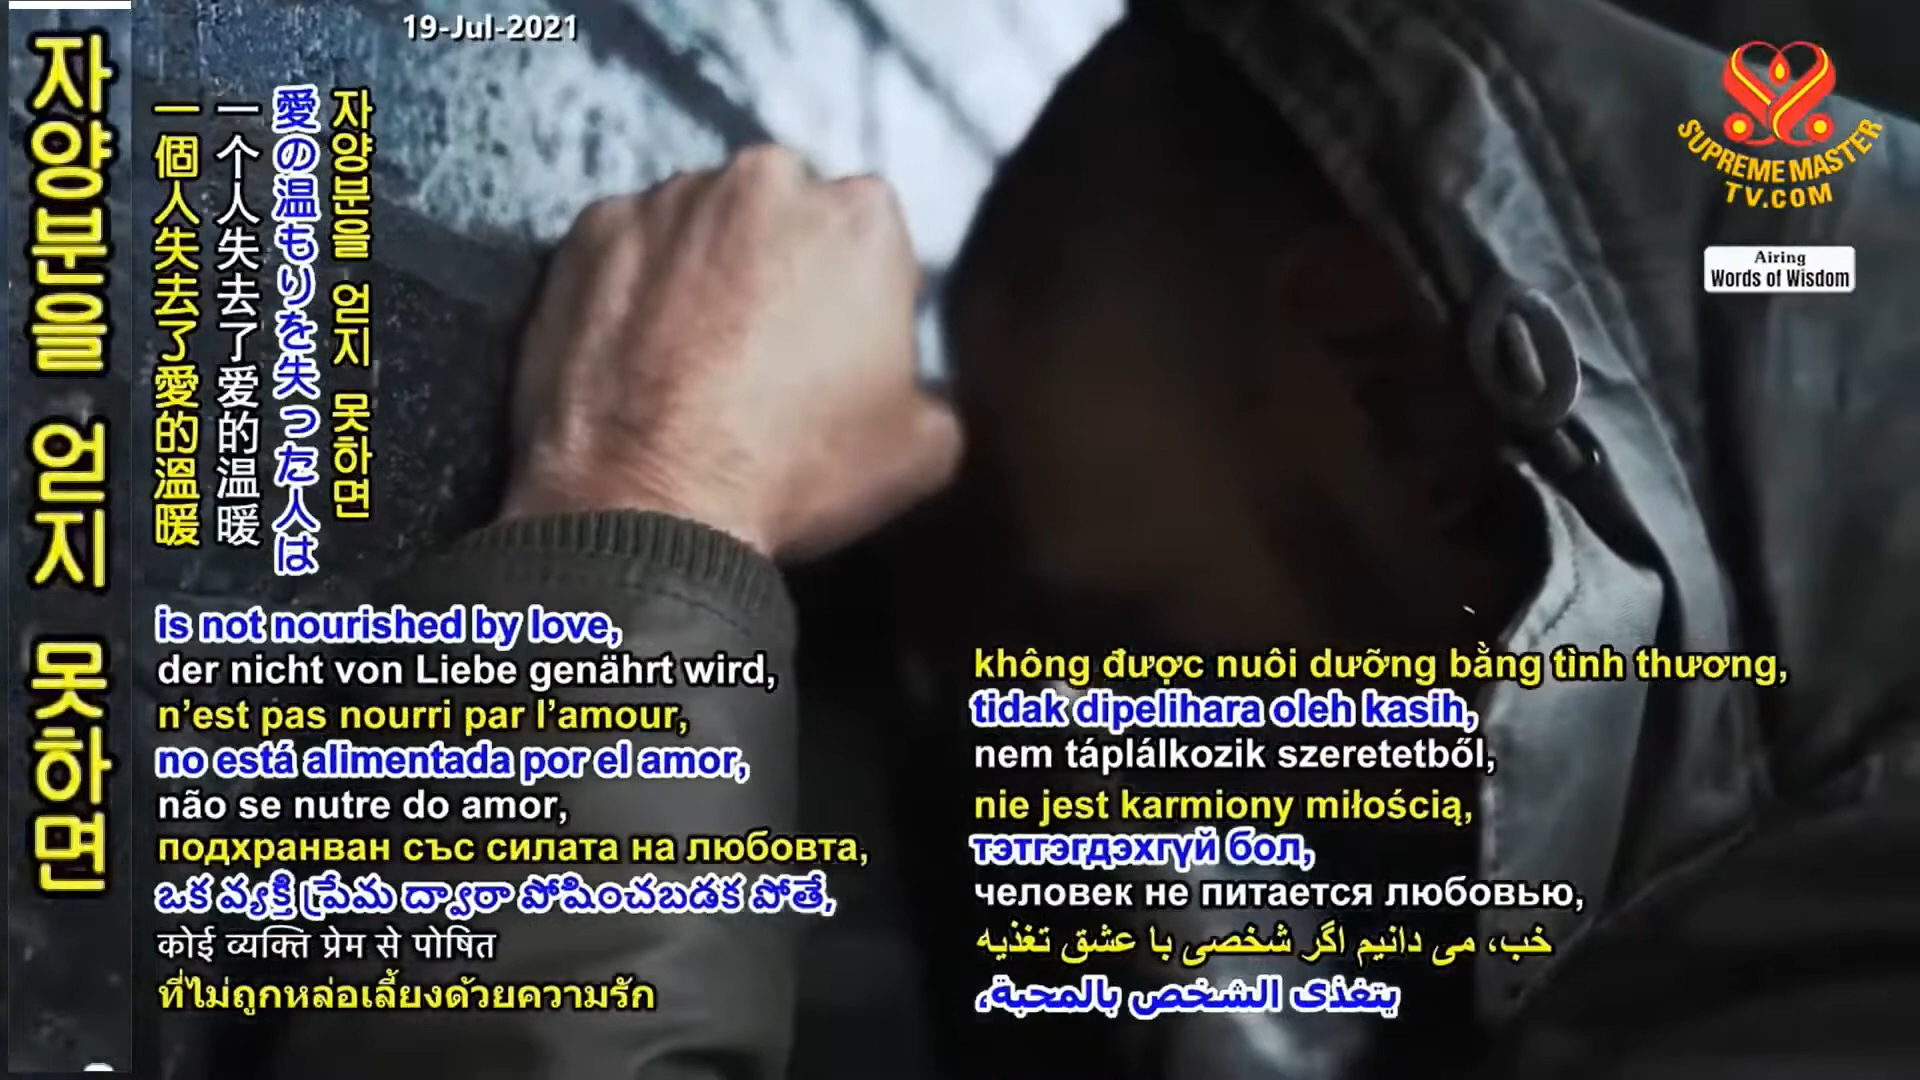 19-Jul-2021
자양분을 얻지 못하면
一個人失去了愛的溫暖
一个人失去了爱的温暖
愛の温もりを失った人は
자양분을 얻지 못하면
SUPREME MASTER
TV.COM
Airing
Words of Wisdom
is not nourished by love,
der nicht von Liebe genährt wird,
n’est pas nourri par l’amour,
no está alimentada por el amor,
não se nutre do amor,
подхранван със силата на любовта,
ఒక వ్యక్తి ప్రేమ ద్వారా పోషించబడక పోతే,
कोई व्यक्ति प्रेम से पोषित
ที่ไม่ถูกหล่อเลี้ยงด้วยความรัก
không được nuôi dưỡng bằng tình thương,
tidak dipelihara oleh kasih,
nem táplálkozik szeretetből,
nie jest karmiony miłością,
тэтгэгдэхгүй бол,
человек не питается любовью,
خب، می دانیم اگر شخصی با عشق تغذیه
يتغذى الشخص بالمحبة،